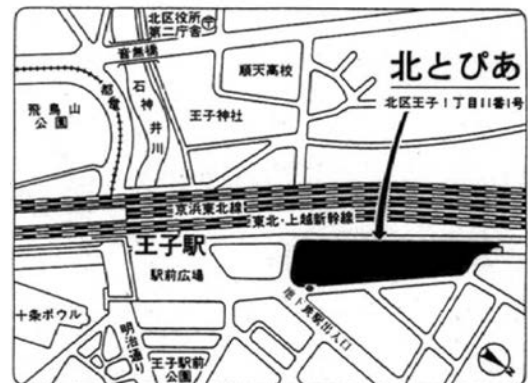 北区役所
第二庁舎
音無橋
順天高校
北とぴあ
北区王子1丁目11番1号
都電
石神井川
飛鳥山
公園
王子神社
京浜東北線
東北・上越新幹線
王子駅
駅前広場
地下鉄駅出入口
十条ボウル
明治通り
王子駅前
公園